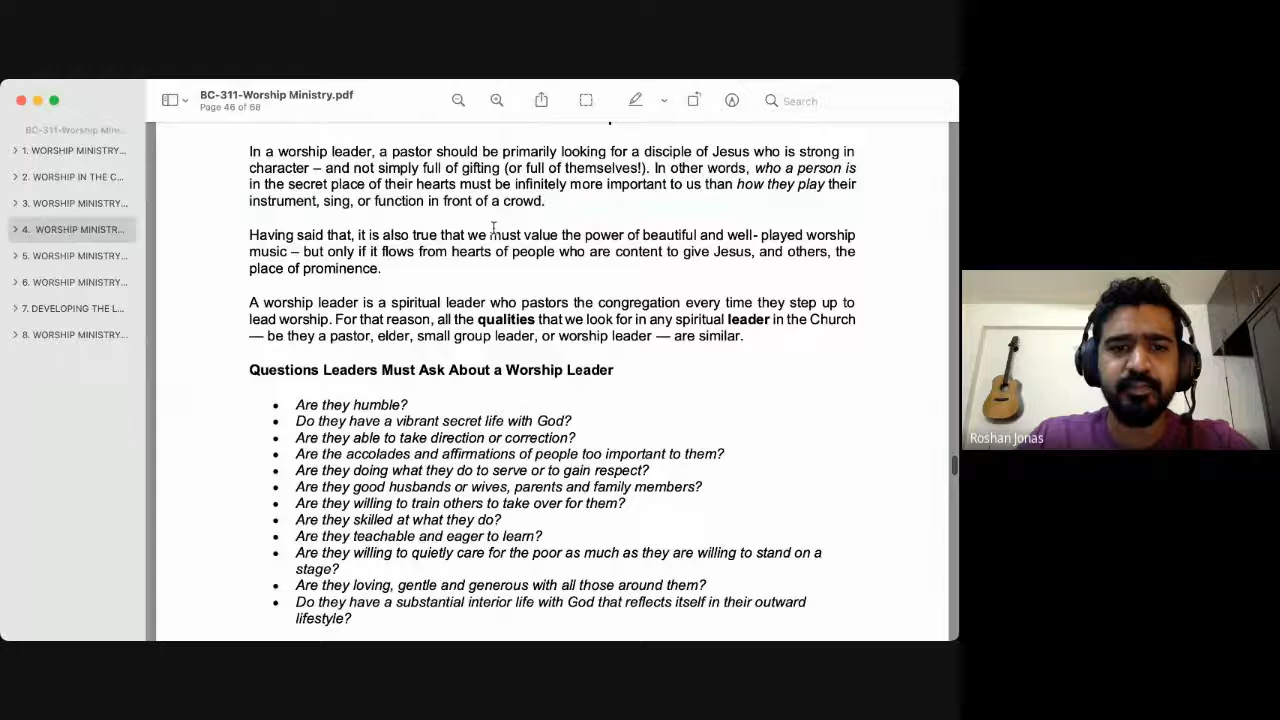 BC-311-Worship Ministry.pdf
Page 46 of 68
Search
BC-311-Worship Min...
1. WORSHIP MINISTRY...
2. WORSHIP IN THE C...
3. WORSHIP MINISTRY...
4. WORSHIP MINISTR...
5. WORSHIP MINISTRY...
6. WORSHIP MINISTRY...
7. DEVELOPING THE L...
8. WORSHIP MINISTRY...
In a worship leader, a pastor should be primarily looking for a disciple of Jesus who is strong in
character – and not simply full of gifting (or full of themselves!). In other words, who a person is
in the secret place of their hearts must be infinitely more important to us than how they play their
instrument, sing, or function in front of a crowd.
Having said that, it is also true that we must value the power of beautiful and well- played worship
music – but only if it flows from hearts of people who are content to give Jesus, and others, the
place of prominence.
A worship leader is a spiritual leader who pastors the congregation every time they step up to
lead worship. For that reason, all the qualities that we look for in any spiritual leader in the Church
— be they a pastor, elder, small group leader, or worship leader — are similar.
Questions Leaders Must Ask About a Worship Leader
• Are they humble?
• Do they have a vibrant secret life with God?
• Are they able to take direction or correction?
• Are the accolades and affirmations of people too important to them?
• Are they doing what they do to serve or to gain respect?
• Are they good husbands or wives, parents and family members?
• Are they willing to train others to take over for them?
• Are they skilled at what they do?
• Are they teachable and eager to learn?
• Are they willing to quietly care for the poor as much as they are willing to stand on a
stage?
• Are they loving, gentle and generous with all those around them?
• Do they have a substantial interior life with God that reflects itself in their outward
lifestyle?
Roshan Jonas